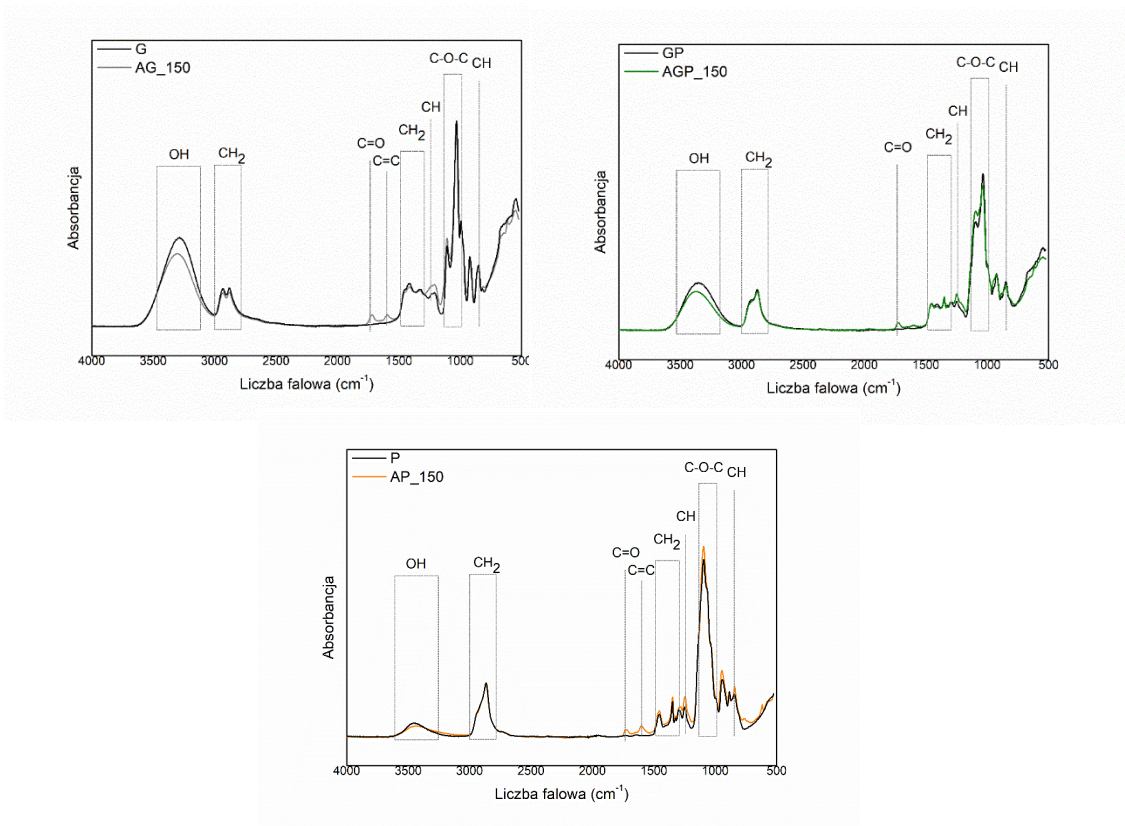 G
AG_150
C-O-C
CH
CH
CH2
C=O
C=C
OH
CH2
Absorbancja
4000 3500 3000 2500 2000 1500 1000 500
Liczba falowa (cm-1)
GP
AGP_150
C-O-C
CH
CH
CH2
C=O
OH
CH2
Absorbancja
4000 3500 3000 2500 2000 1500 1000 500
Liczba falowa (cm-1)
P
AP_150
C-O-C
CH
CH
CH2
C=O
C=C
OH
CH2
Absorbancja
4000 3500 3000 2500 2000 1500 1000 500
Liczba falowa (cm-1)